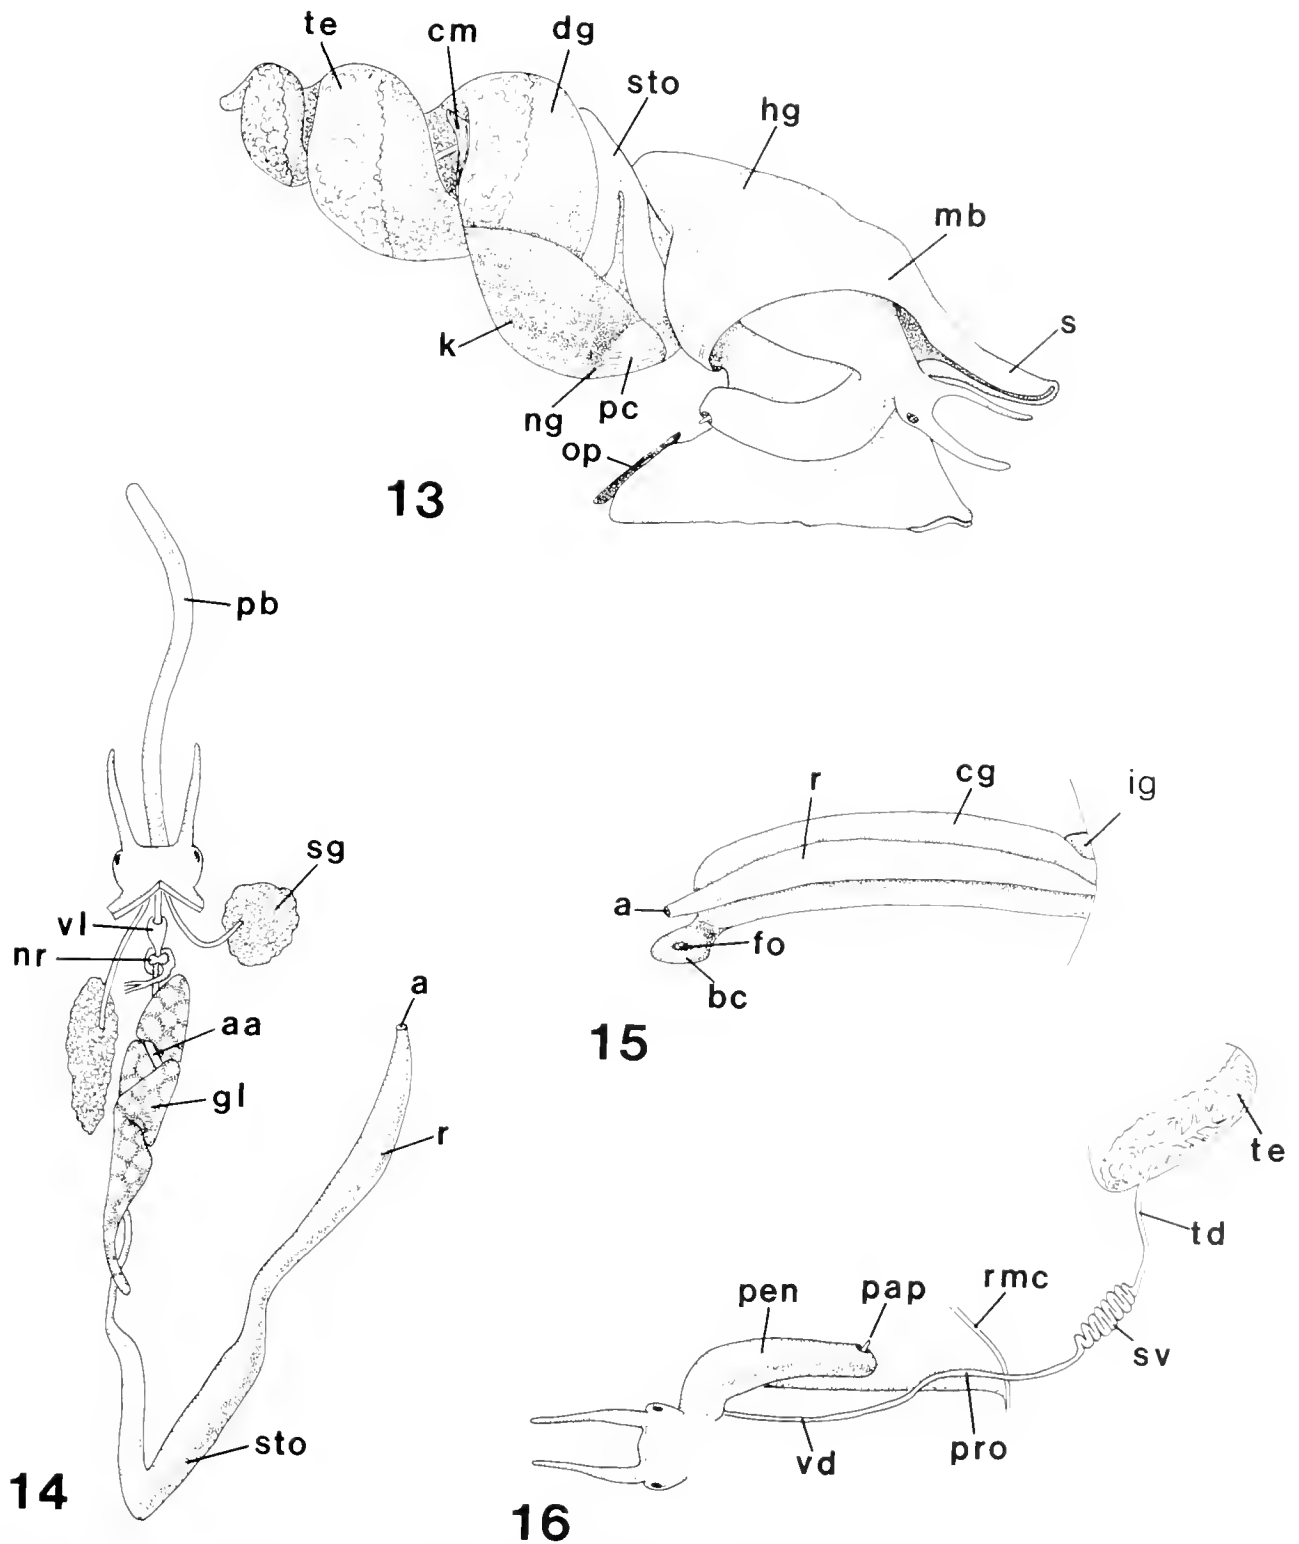 te
cm
dg
sto
hg
mb
s
k
ng
pc
op
13
pb
sg
vl
nr
aa
gl
a
r
sto
14
r
cg
ig
a
fo
bc
15
te
td
rmc
pap
pen
sv
pro
vd
16